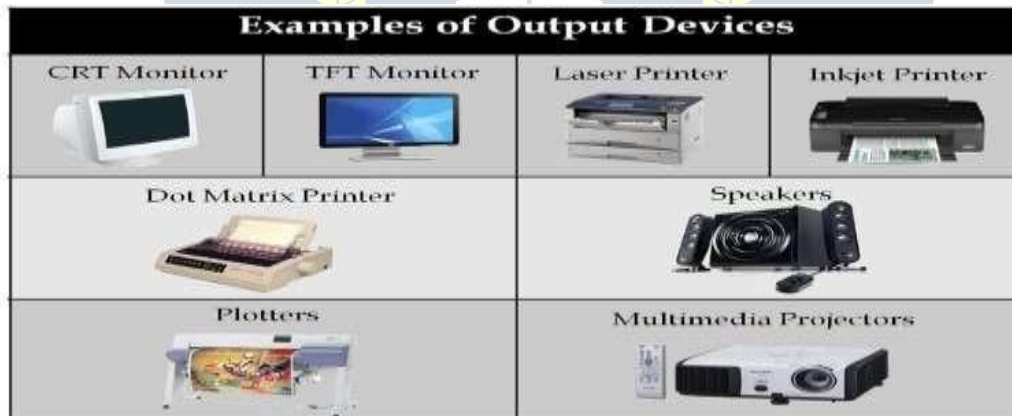 Examples of Output Devices
CRT Monitor
TFT Monitor
Laser Printer
Inkjet Printer
Dot Matrix Printer
Speakers
Plotters
Multimedia Projectors